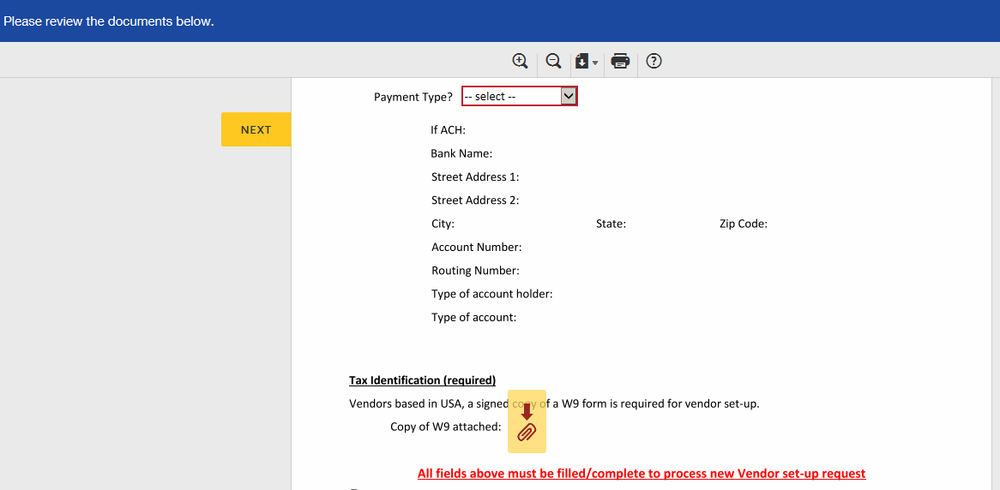 Please review the documents below.
Payment Type? -- select --
NEXT
If ACH:
Bank Name:
Street Address 1:
Street Address 2:
City: State: Zip Code:
Account Number:
Routing Number:
Type of account holder:
Type of account:
Tax Identification (required)
Vendors based in USA, a signed copy of a W9 form is required for vendor set-up.
Copy of W9 attached:
All fields above must be filled/complete to process new Vendor set-up request